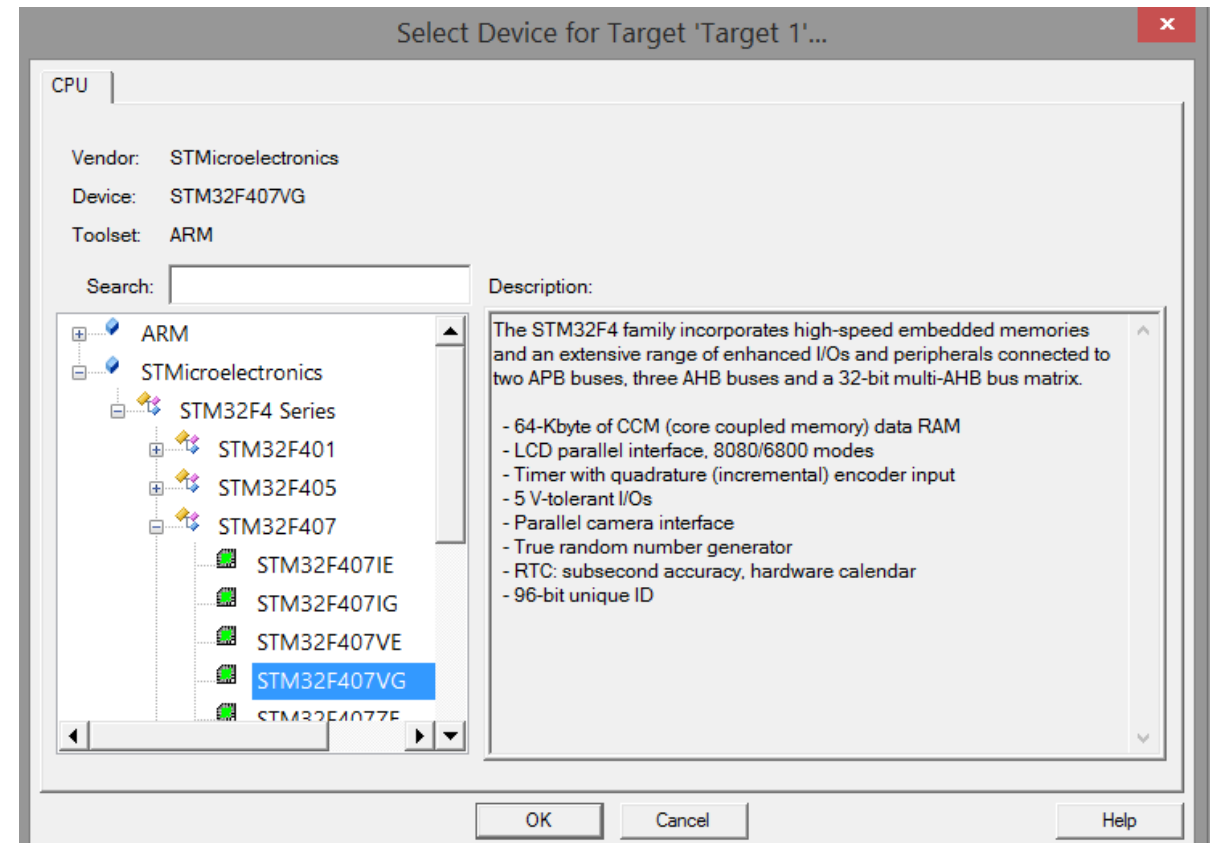 Select Device for Target 'Target 1'...
CPU
Vendor: STMicroelectronics
Device: STM32F407VG
Toolset: ARM
Search:
ARM
STMicroelectronics
STM32F4 Series
STM32F401
STM32F405
STM32F407
STM32F407IE
STM32F407IG
STM32F407VE
STM32F407VG
Description:
The STM32F4 family incorporates high-speed embedded memories
and an extensive range of enhanced I/Os and peripherals connected to
two APB buses, three AHB buses and a 32-bit multi-AHB bus matrix.
- 64-Kbyte of CCM (core coupled memory) data RAM
- LCD parallel interface, 8080/6800 modes
- Timer with quadrature (incremental) encoder input
- 5 V-tolerant I/Os
- Parallel camera interface
- True random number generator
- RTC: subsecond accuracy, hardware calendar
- 96-bit unique ID
OK Cancel Help